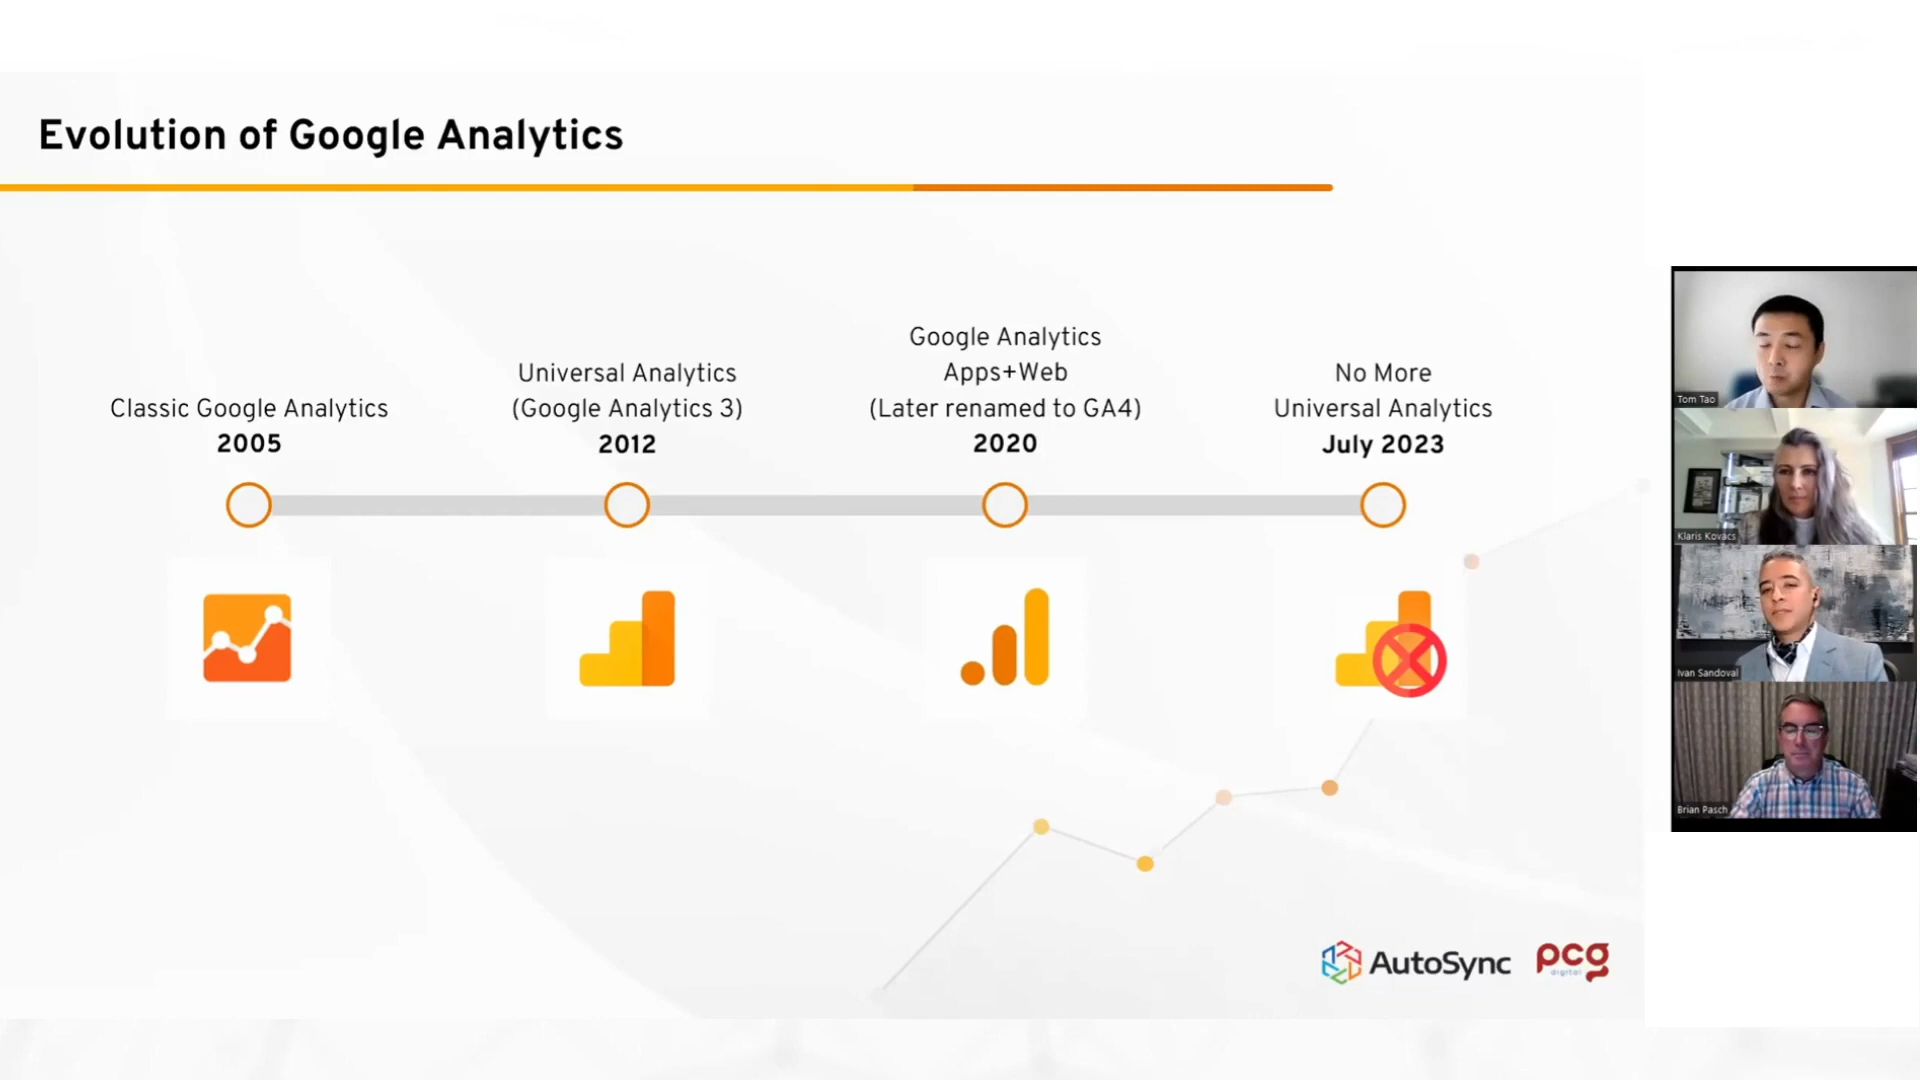 Evolution of Google Analytics
Classic Google Analytics
2005
Universal Analytics
(Google Analytics 3)
2012
Google Analytics
Apps+Web
(Later renamed to GA4)
2020
No More
Universal Analytics
July 2023
Tom Tao
Klaris Kovacs
Ivan Sandoval
Brian Pasch
AutoSync
pcg
digital